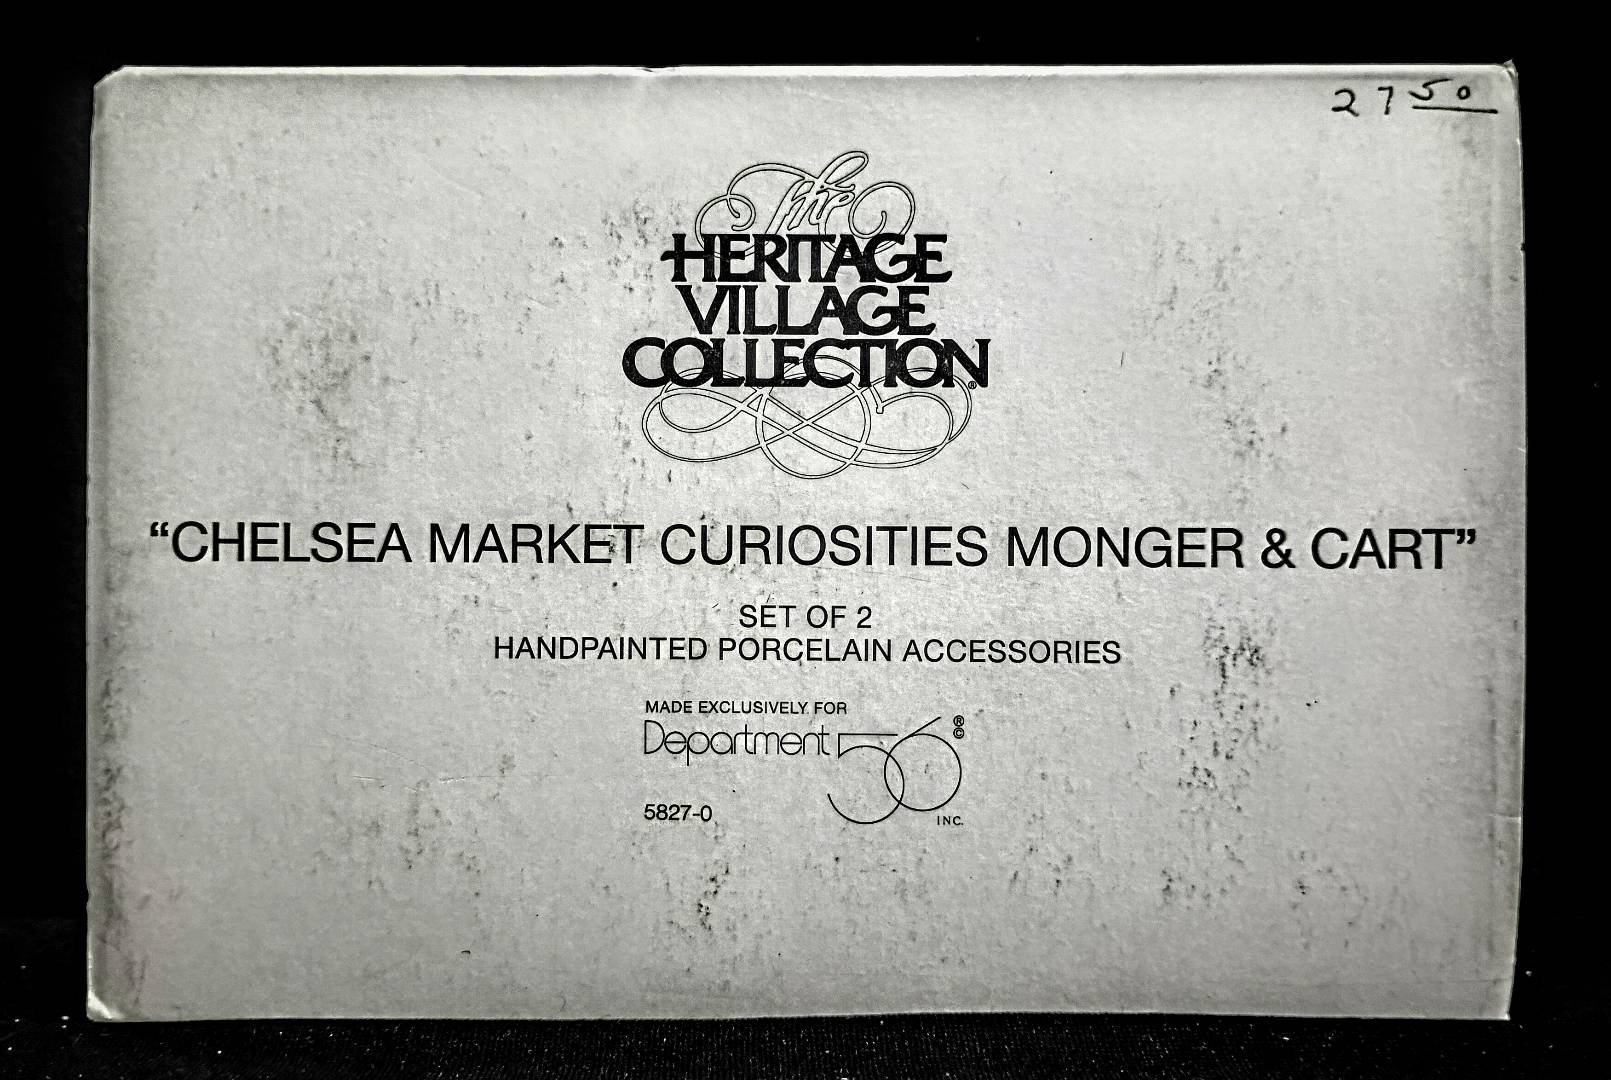 27 50
The
HERITAGE
VILLAGE
COLLECTION®
“CHELSEA MARKET CURIOSITIES MONGER & CART”
SET OF 2
HANDPAINTED PORCELAIN ACCESSORIES
MADE EXCLUSIVELY FOR
Department 56 ® ©
INC.
5827-0